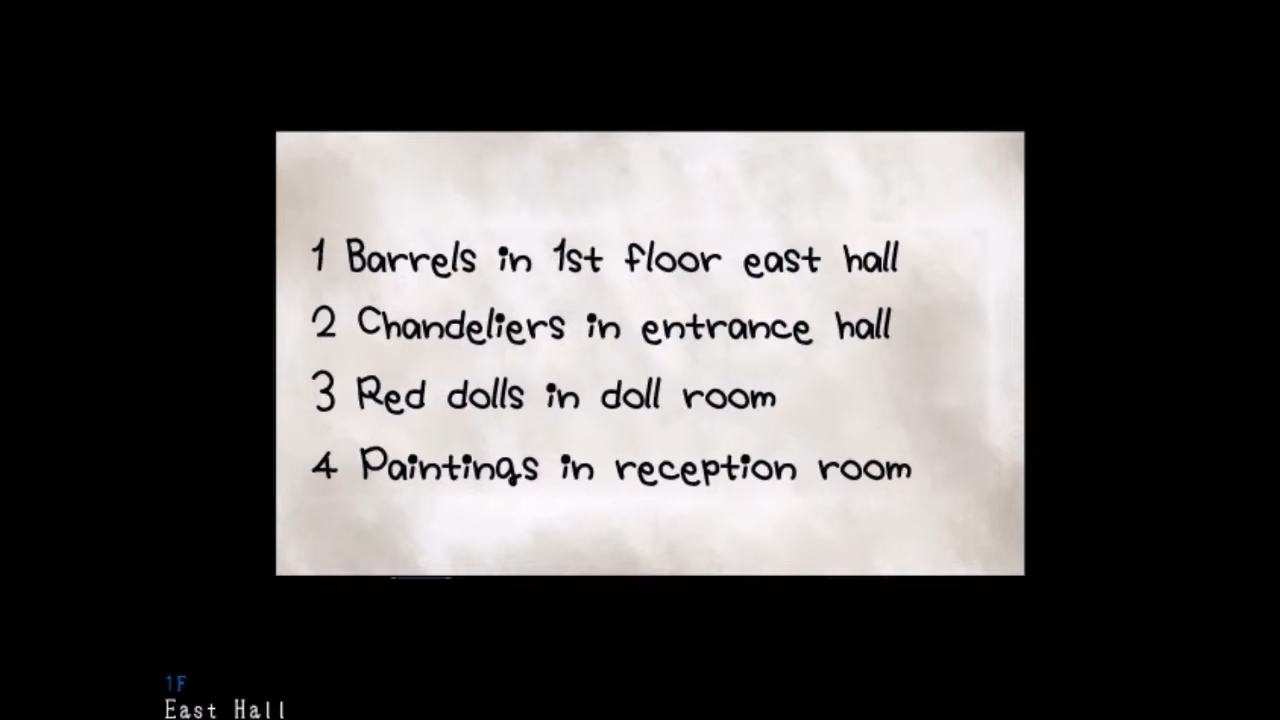 1 Barrels in 1st floor east hall
2 Chandeliers in entrance hall
3 Red dolls in doll room
4 Paintings in reception room
1F
East Hall